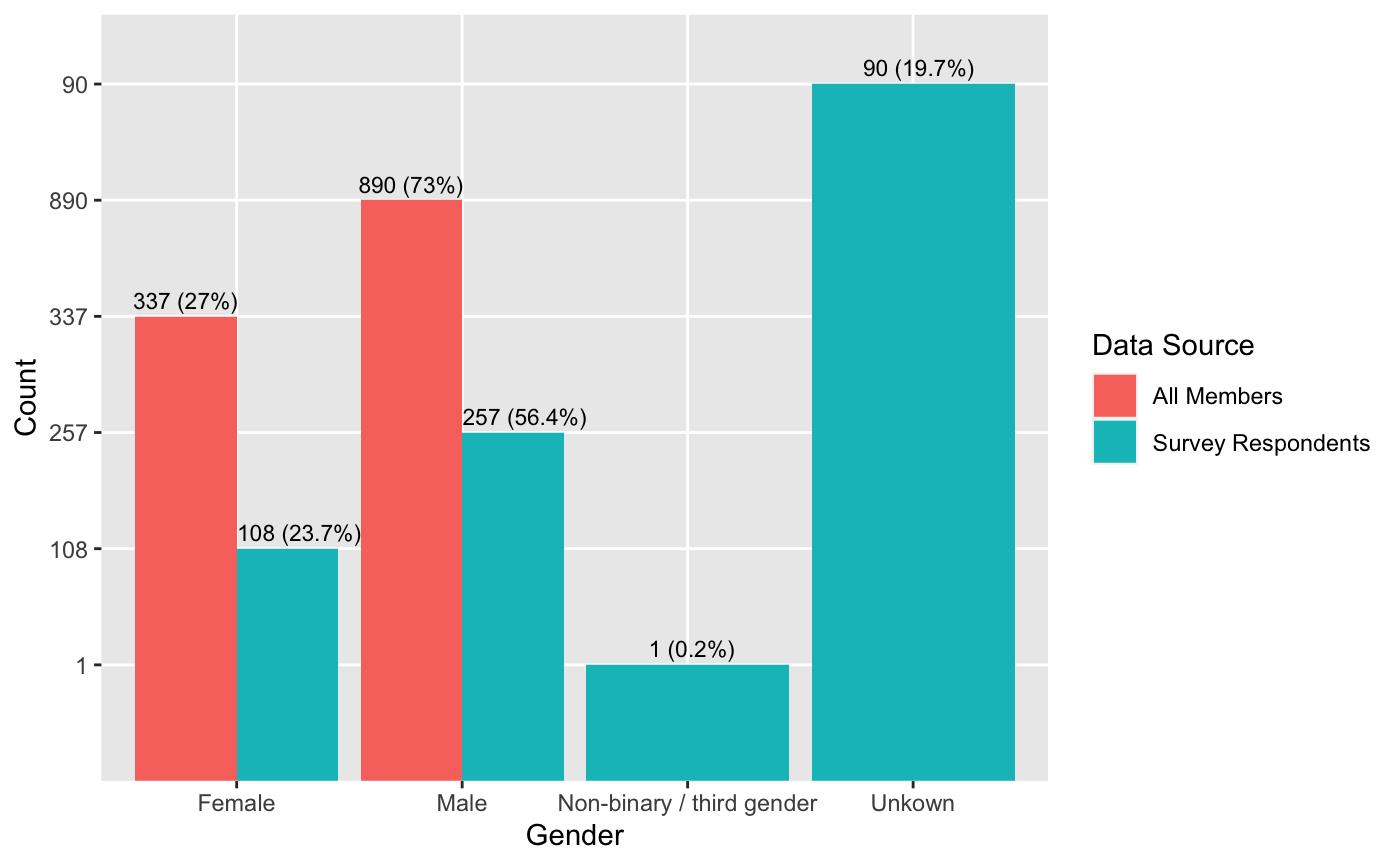 90 (19.7%)
90
890 (73%)
890
337 (27%)
337
257 (56.4%)
257
108 (23.7%)
108
1 (0.2%)
1
Count
Female
Male
Non-binary / third gender
Unkown
Gender
Data Source
All Members
Survey Respondents